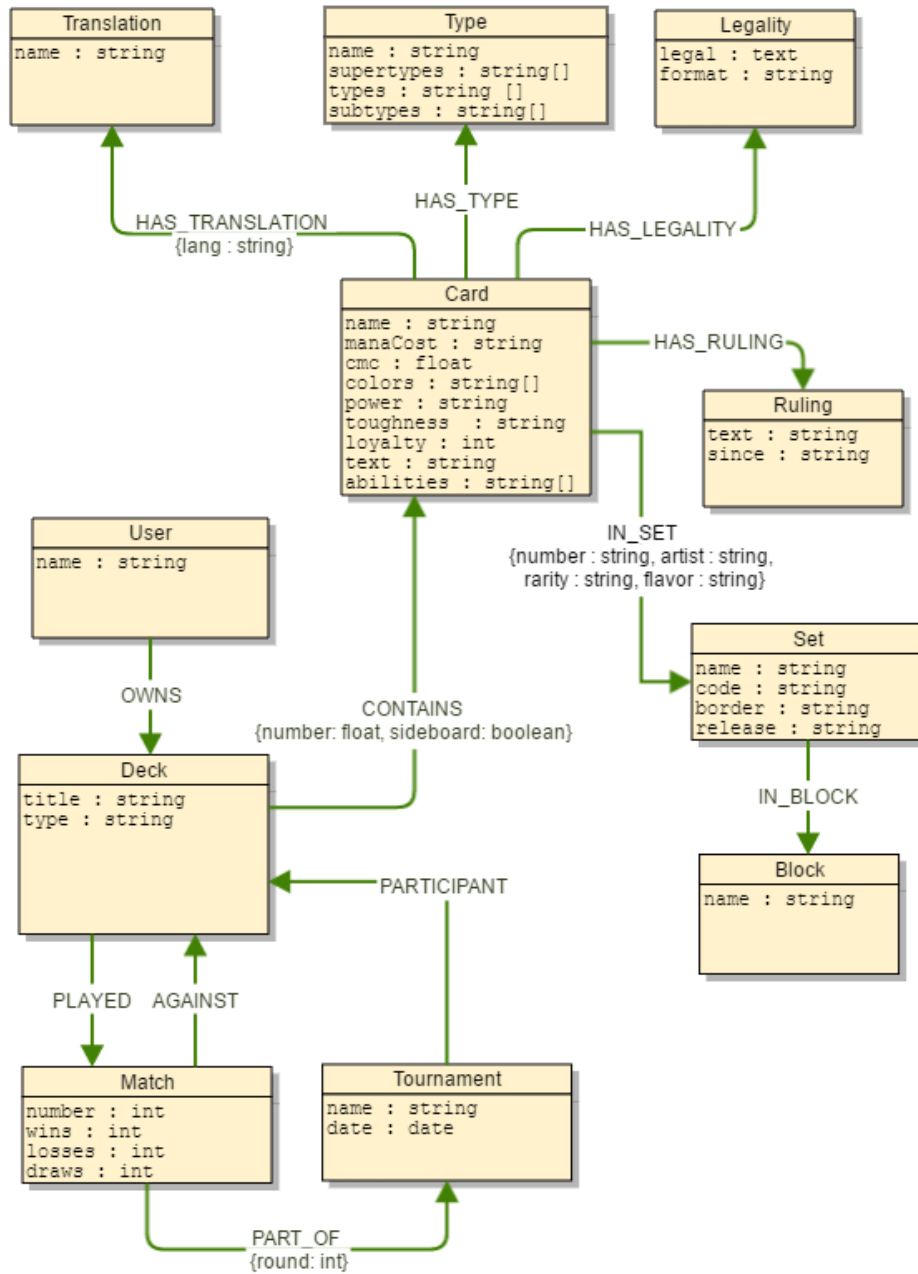 Translation
name : string
Type
name : string
supertypes : string[]
types : string []
subtypes : string[]
Legality
legal : text
format : string
HAS_TRANSLATION
{lang : string}
HAS_TYPE
HAS_LEGALITY
Card
name : string
manaCost : string
cmc : float
colors : string[]
power : string
toughness  : string
loyalty : int
text : string
abilities : string[]
HAS_RULING
Ruling
text : string
since : string
IN_SET
{number : string, artist : string,
rarity : string, flavor : string}
User
name : string
OWNS
CONTAINS
{number: float, sideboard: boolean}
Set
name : string
code : string
border : string
release : string
IN_BLOCK
Block
name : string
Deck
title : string
type : string
PARTICIPANT
PLAYED
AGAINST
Match
number : int
wins : int
losses : int
draws : int
Tournament
name : string
date : date
PART_OF
{round: int}